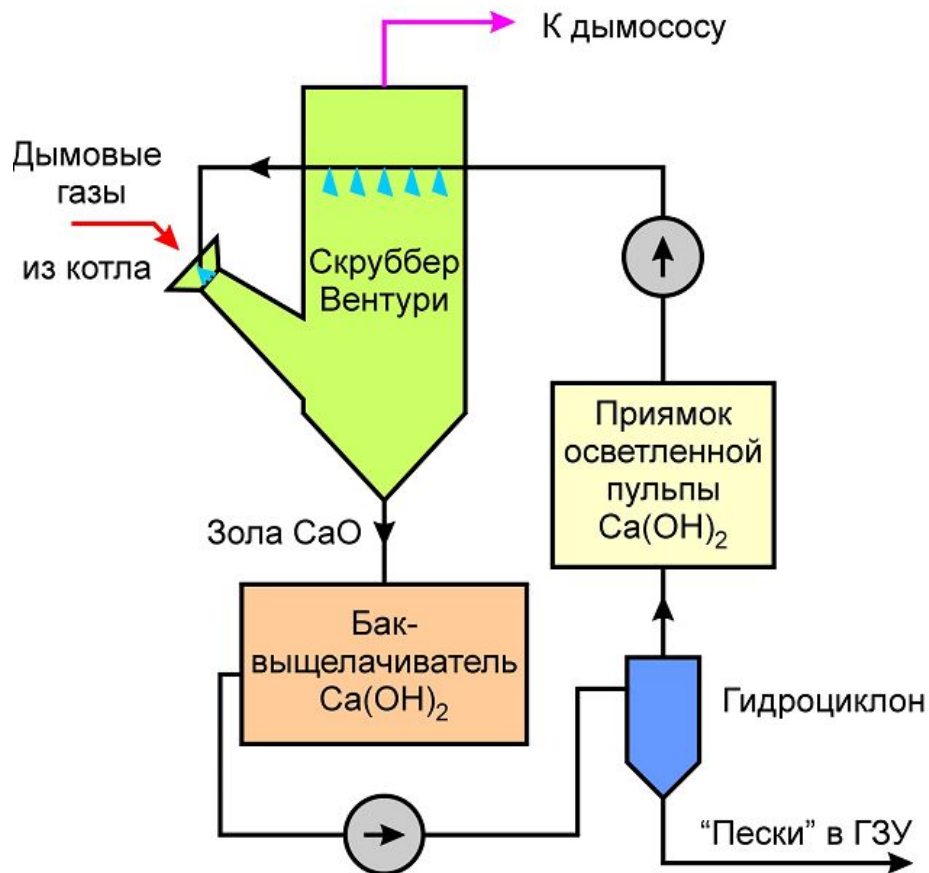 К дымососу
Дымовые
газы
из котла
Скруббер
Вентури
Приямок
осветленной
пульпы
Ca(OH)₂
Зола CaO
Бак-
выщелачиватель
Ca(OH)₂
Гидроциклон
“Пески” в ГЗУ